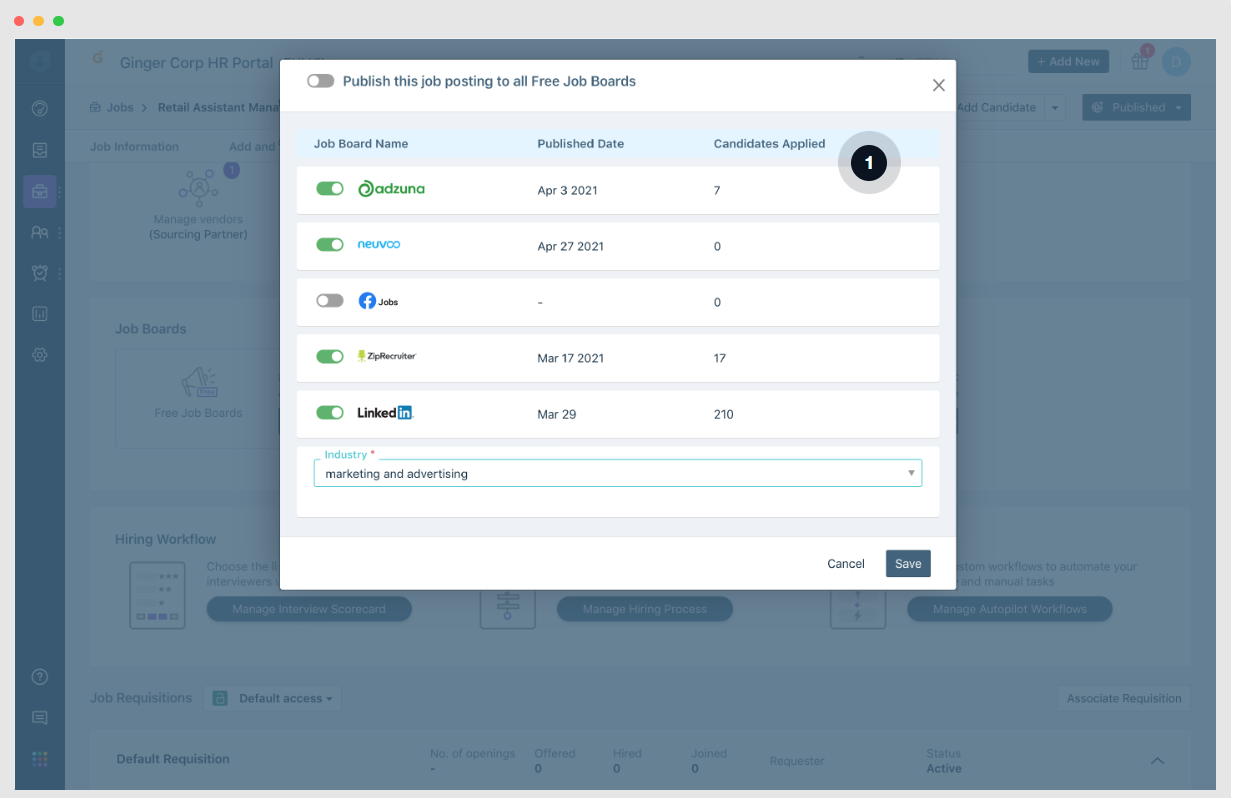 Ginger Corp HR Portal
+ Add New
1
D
Publish this job posting to all Free Job Boards
Jobs > Retail Assistant Mana
Add Candidate
Published
Job Information
Add and
Job Board Name Published Date Candidates Applied
1
1
adzuna Apr 3 2021 7
Manage vendors
(Sourcing Partner)
neuvoo Apr 27 2021 0
Jobs - 0
Job Boards
ZipRecruiter Mar 17 2021 17
Free
Free Job Boards
LinkedIn Mar 29 210
Industry *
marketing and advertising
Hiring Workflow
Cancel Save
Choose the
interviewers
stom workflows to automate your
and manual tasks
Manage Interview Scorecard
Manage Hiring Process
Manage Autopilot Workflows
Job Requisitions
Default access
Associate Requisition
Default Requisition
No. of openings Offered Hired Joined Requester Status
- 0 0 0 Active